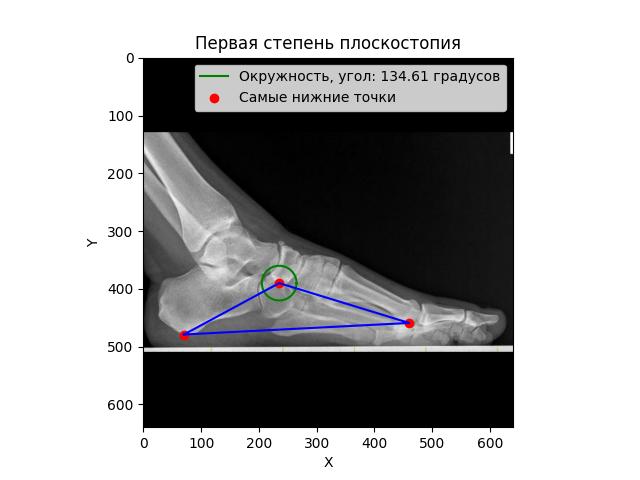 Первая степень плоскостопия
Окружность, угол: 134.61 градусов
Самые нижние точки
0
100
200
300
400
500
600
Y
0 100 200 300 400 500 600
X